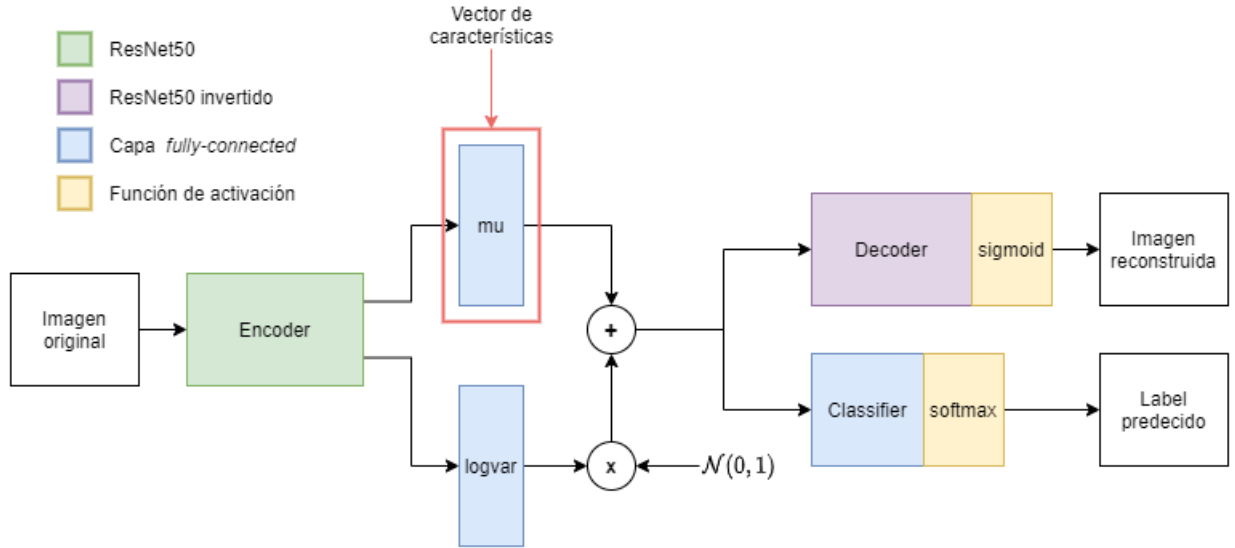 Vector de
características
ResNet50
ResNet50 invertido
Capa fully-connected
Función de activación
mu
Imagen
original
Encoder
+
Decoder
sigmoid
Imagen
reconstruida
Classifier
softmax
Label
predecido
logvar
x
𝒩(0, 1)